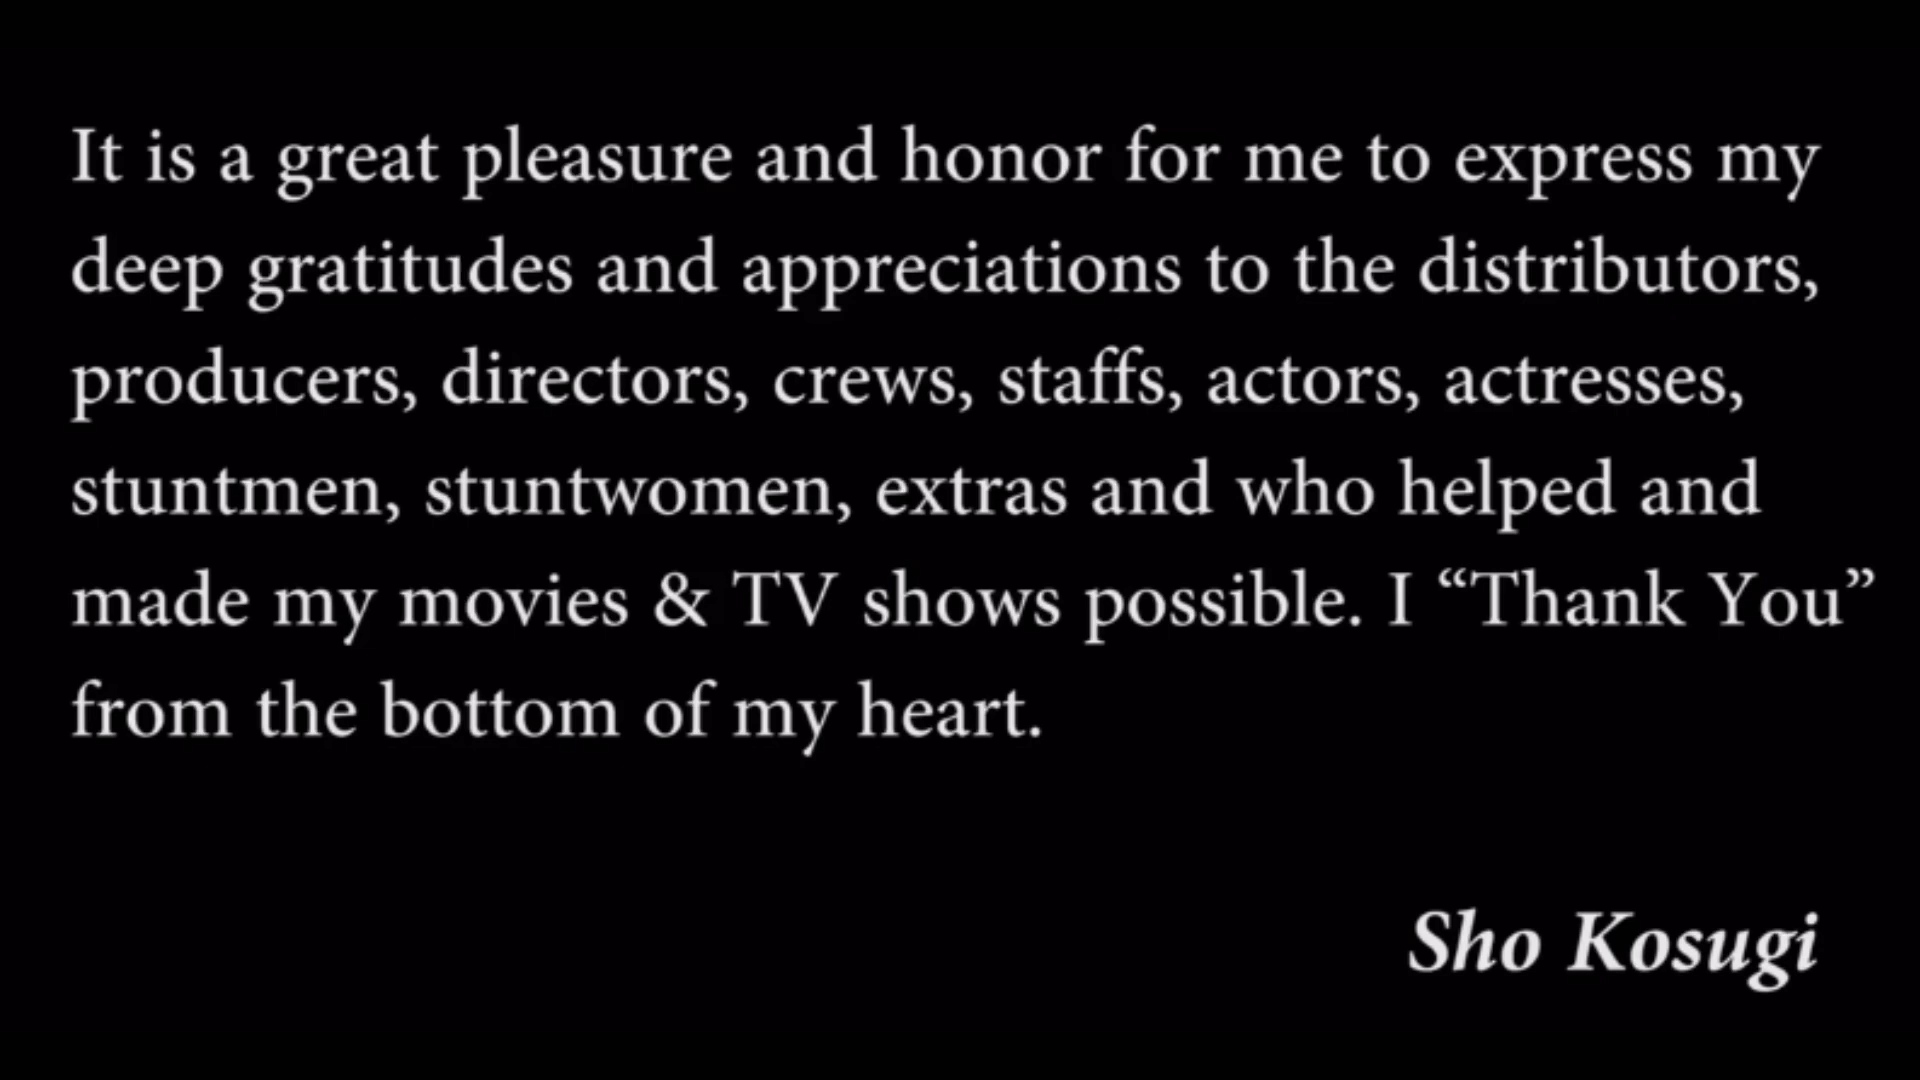 It is a great pleasure and honor for me to express my
deep gratitudes and appreciations to the distributors,
producers, directors, crews, staffs, actors, actresses,
stuntmen, stuntwomen, extras and who helped and
made my movies & TV shows possible. I “Thank You”
from the bottom of my heart.
Sho Kosugi